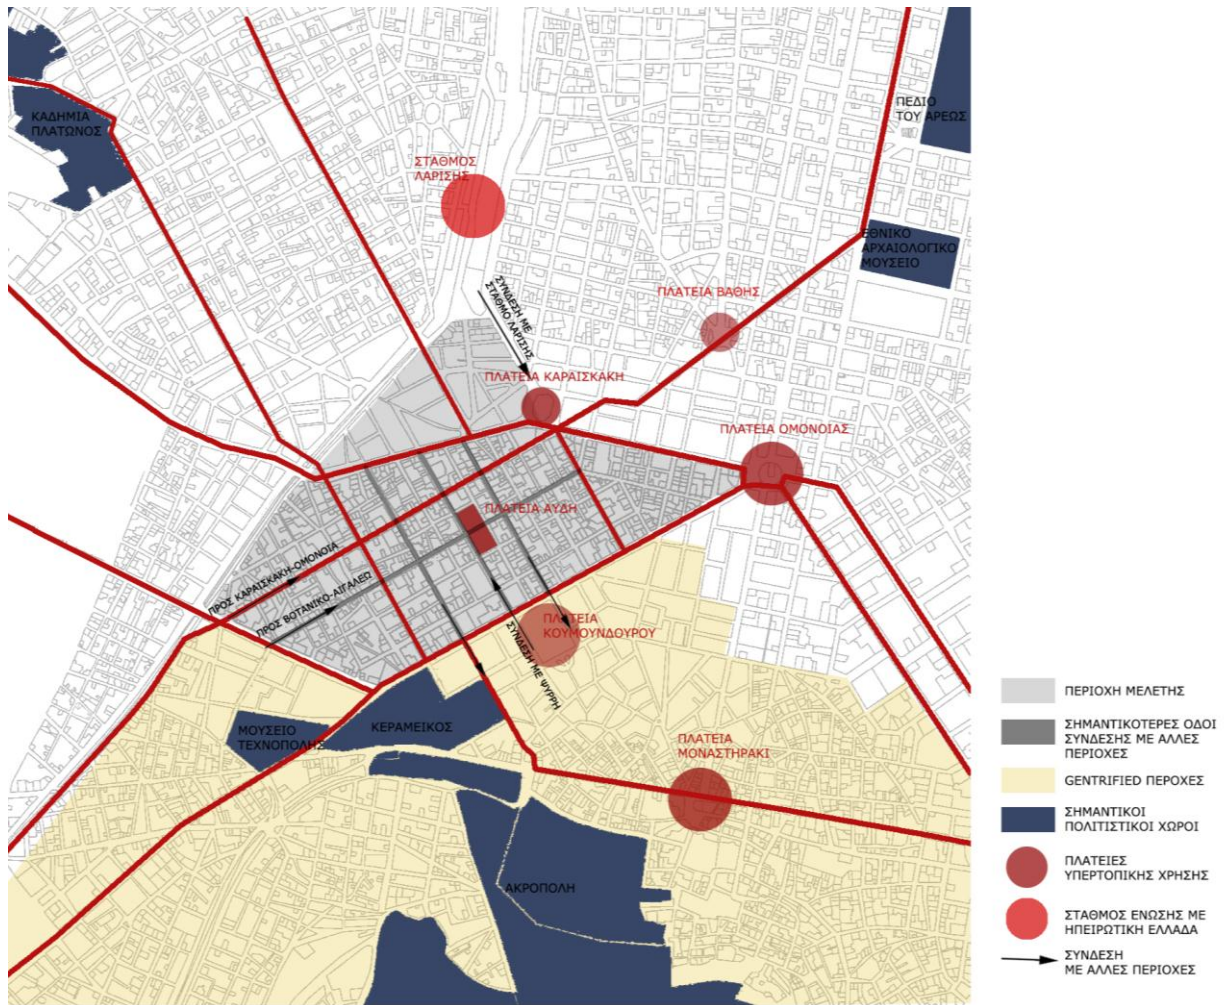 ΚΑΔΗΜΙΑ
ΠΛΑΤΩΝΟΣ
ΠΕΔΙΟ
ΤΟΥ ΑΡΕΩΣ
ΣΤΑΘΜΟΣ
ΛΑΡΙΣΗΣ
ΕΘΝΙΚΟ
ΑΡΧΑΙΟΛΟΓΙΚΟ
ΜΟΥΣΕΙΟ
ΣΥΝΔΕΣΗ ΜΕ
ΣΤΑΘΜΟ ΛΑΡΙΣΗΣ
ΠΛΑΤΕΙΑ ΒΑΘΗΣ
ΠΛΑΤΕΙΑ ΚΑΡΑΙΣΚΑΚΗ
ΠΛΑΤΕΙΑ ΟΜΟΝΟΙΑΣ
ΠΛΑΤΕΙΑ ΑΥΔΗ
ΠΡΟΣ ΚΑΡΑΙΣΚΑΚΗ-ΟΜΟΝΟΙΑ
ΠΡΟΣ ΒΟΤΑΝΙΚΟ-ΑΙΓΑΛΕΩ
ΠΛΑΤΕΙΑ
ΚΟΥΜΟΥΝΔΟΥΡΟΥ
ΣΥΝΔΕΣΗ ΜΕ ΨΥΡΡΗ
ΚΕΡΑΜΕΙΚΟΣ
ΜΟΥΣΕΙΟ
ΤΕΧΝΟΠΟΛΗΣ
ΠΛΑΤΕΙΑ
ΜΟΝΑΣΤΗΡΑΚΙ
ΑΚΡΟΠΟΛΗ
ΠΕΡΙΟΧΗ ΜΕΛΕΤΗΣ
ΣΗΜΑΝΤΙΚΟΤΕΡΕΣ ΟΔΟΙ
ΣΥΝΔΕΣΗΣ ΜΕ ΑΛΛΕΣ
ΠΕΡΙΟΧΕΣ
GENTRIFIED ΠΕΡΟΧΕΣ
ΣΗΜΑΝΤΙΚΟΙ
ΠΟΛΙΤΙΣΤΙΚΟΙ ΧΩΡΟΙ
ΠΛΑΤΕΙΕΣ
ΥΠΕΡΤΟΠΙΚΗΣ ΧΡΗΣΗΣ
ΣΤΑΘΜΟΣ ΕΝΩΣΗΣ ΜΕ
ΗΠΕΙΡΩΤΙΚΗ ΕΛΛΑΔΑ
ΣΥΝΔΕΣΗ
ΜΕ ΑΛΛΕΣ ΠΕΡΙΟΧΕΣ